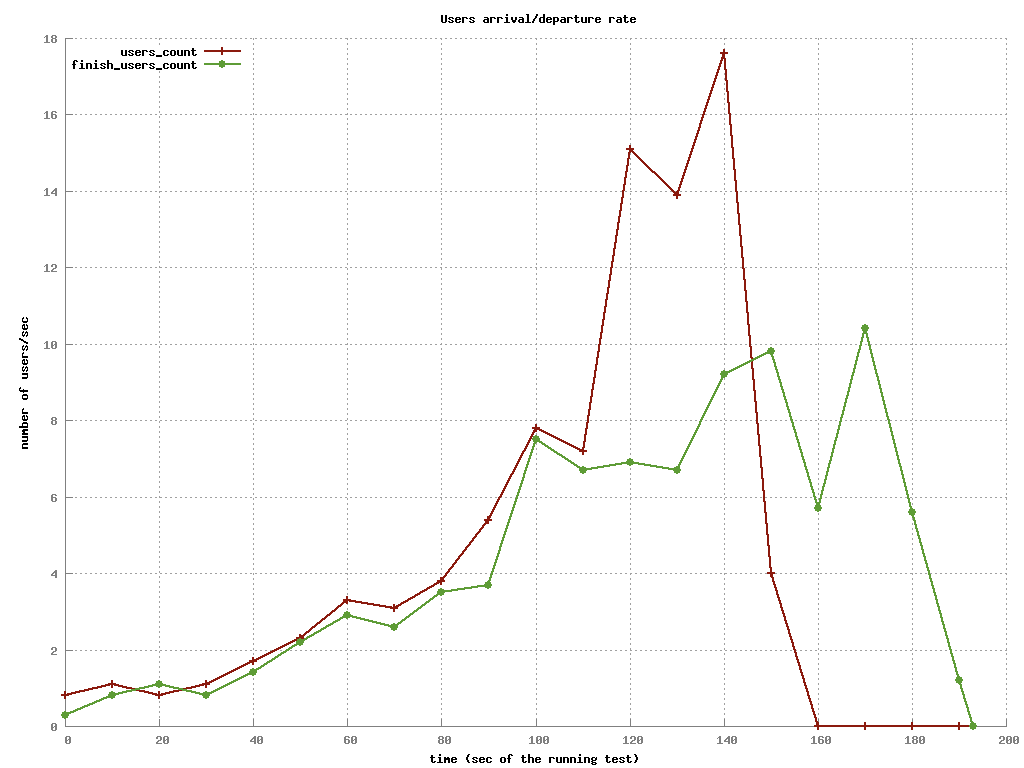 Users arrival/departure rate
users_count
finish_users_count
18
16
14
12
10
8
6
4
2
0
number of users/sec
0 20 40 60 80 100 120 140 160 180 200
time (sec of the running test)